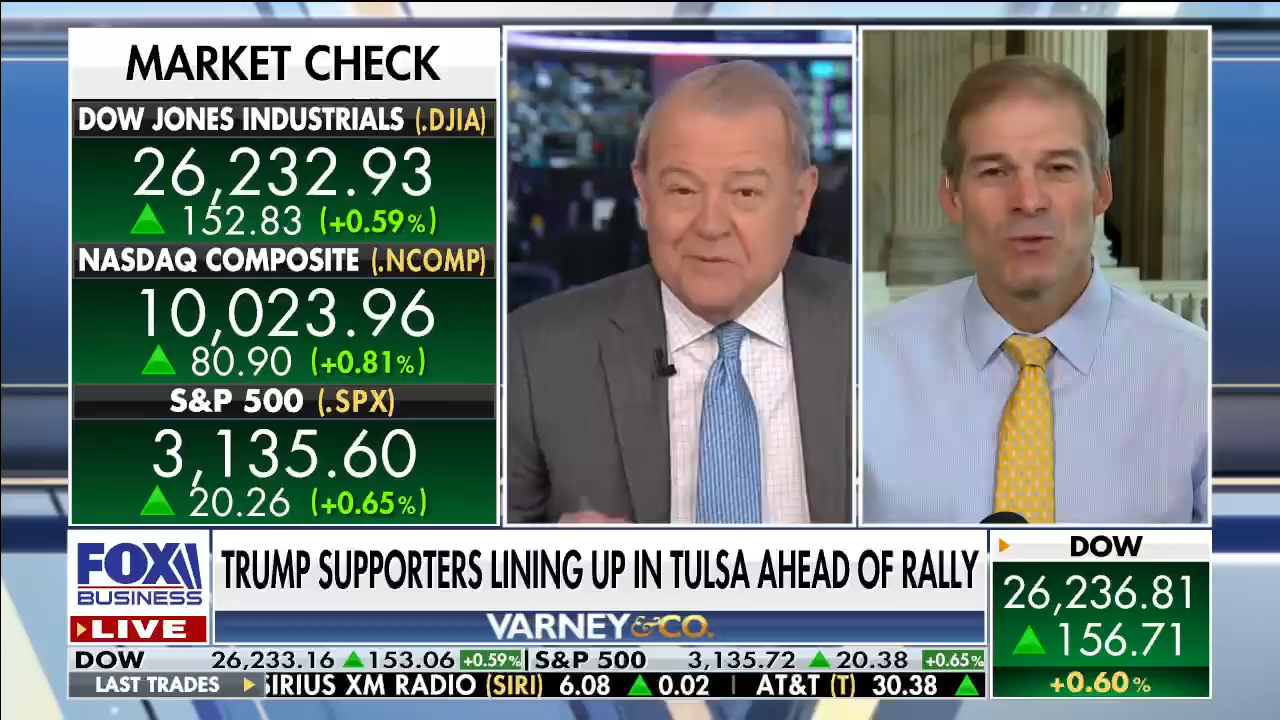 MARKET CHECK
DOW JONES INDUSTRIALS (.DJIA)
26,232.93
152.83 (+0.59%)
NASDAQ COMPOSITE (.NCOMP)
10,023.96
80.90 (+0.81%)
S&P 500 (.SPX)
3,135.60
20.26 (+0.65%)
FOX
BUSINESS
LIVE
TRUMP SUPPORTERS LINING UP IN TULSA AHEAD OF RALLY
VARNEY & CO.
DOW
26,236.81
156.71
+0.60%
DOW 26,233.16 153.06 +0.59% S&P 500 3,135.72 20.38 +0.65%
LAST TRADES SIRIUS XM RADIO (SIRI) 6.08 0.02 | AT&T (T) 30.38